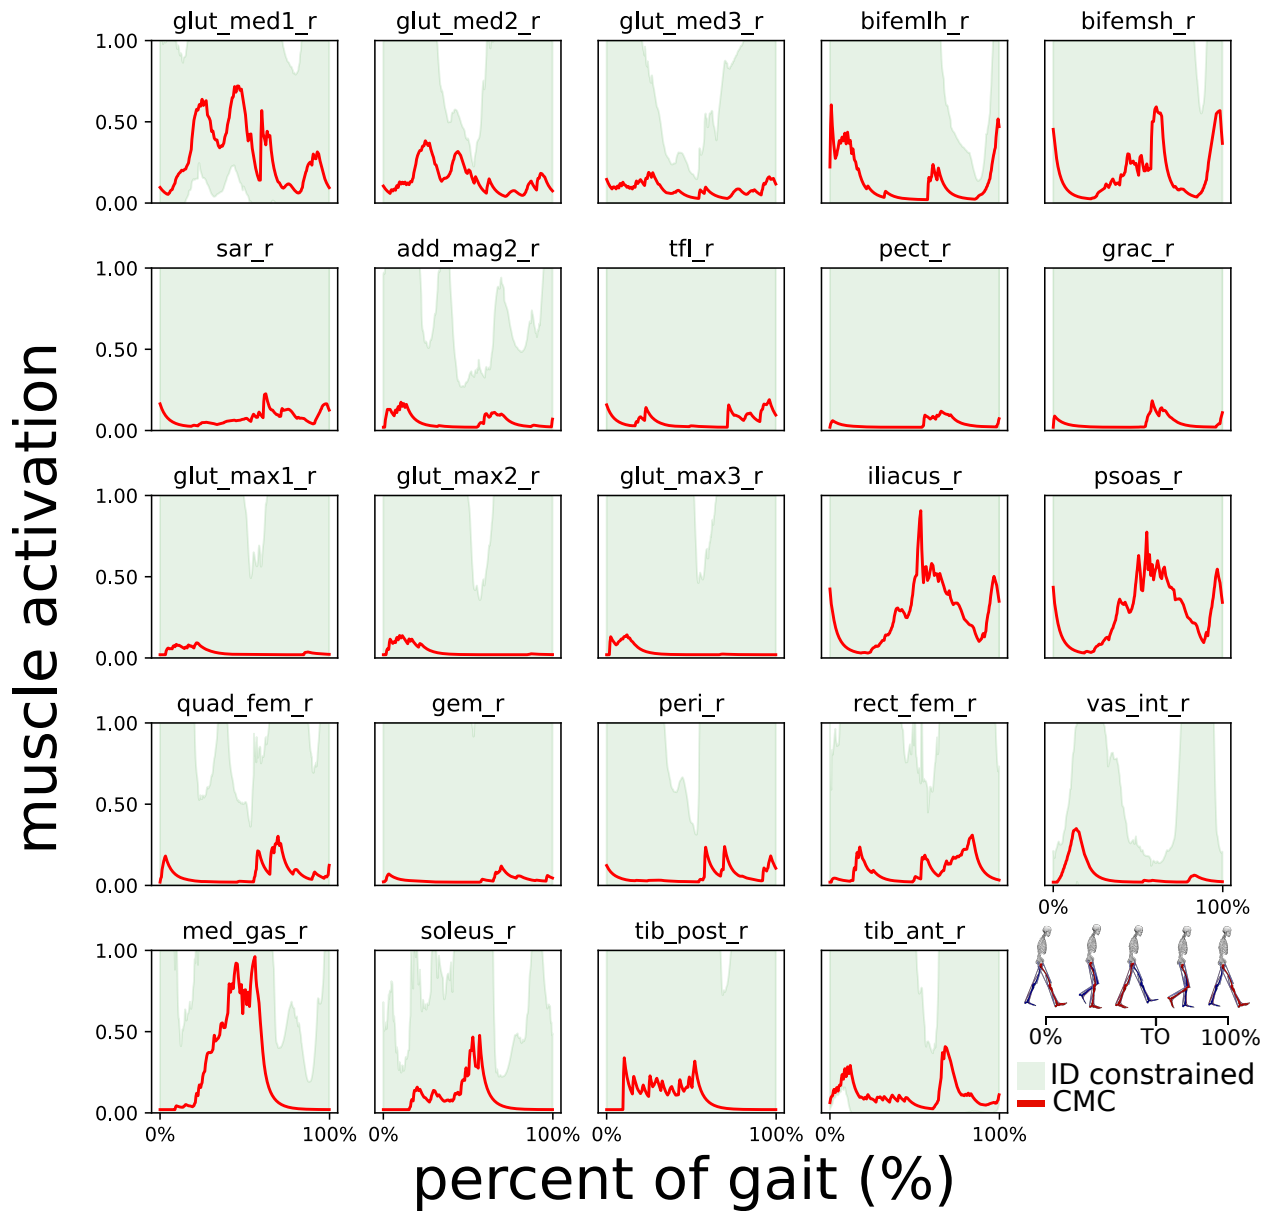 glut_med1_r glut_med2_r glut_med3_r bifemlh_r bifemsh_r
1.00
0.50
0.00
sar_r add_mag2_r tfl_r pect_r grac_r
1.00
0.50
0.00
glut_max1_r glut_max2_r glut_max3_r iliacus_r psoas_r
1.00
0.50
0.00
muscle activation
quad_fem_r gem_r peri_r rect_fem_r vas_int_r
1.00
0.50
0.00
0% 100%
med_gas_r soleus_r tib_post_r tib_ant_r
1.00
0.50
0.00
0% 100% 0% 100% 0% 100% 0% 100%
0% TO 100%
ID constrained
CMC
percent of gait (%)